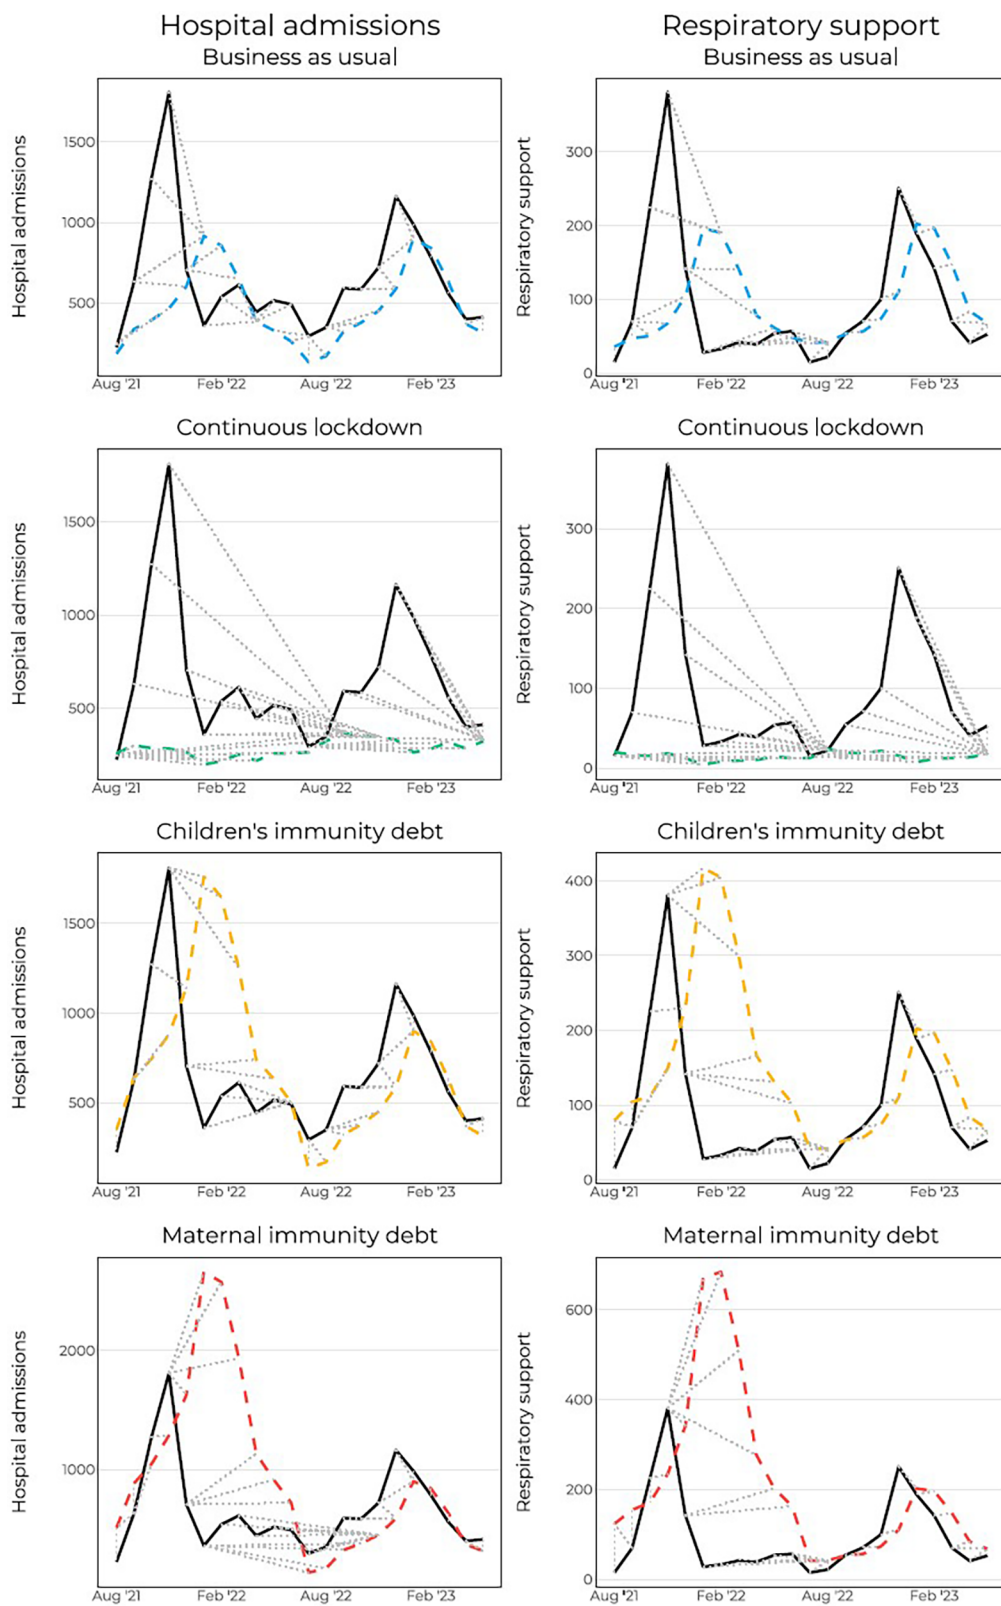 Hospital admissions Respiratory support
Business as usual Business as usual
Hospital admissions
1500
1000
500
Aug '21 Feb '22 Aug '22 Feb '23
Respiratory support
300
200
100
0
Aug '21 Feb '22 Aug '22 Feb '23
Continuous lockdown Continuous lockdown
Hospital admissions
1500
1000
500
Aug '21 Feb '22 Aug '22 Feb '23
Respiratory support
300
200
100
0
Aug '21 Feb '22 Aug '22 Feb '23
Children's immunity debt Children's immunity debt
Hospital admissions
1500
1000
500
Aug '21 Feb '22 Aug '22 Feb '23
Respiratory support
400
300
200
100
0
Aug '21 Feb '22 Aug '22 Feb '23
Maternal immunity debt Maternal immunity debt
Hospital admissions
2000
1000
Aug '21 Feb '22 Aug '22 Feb '23
Respiratory support
600
400
200
0
Aug '21 Feb '22 Aug '22 Feb '23